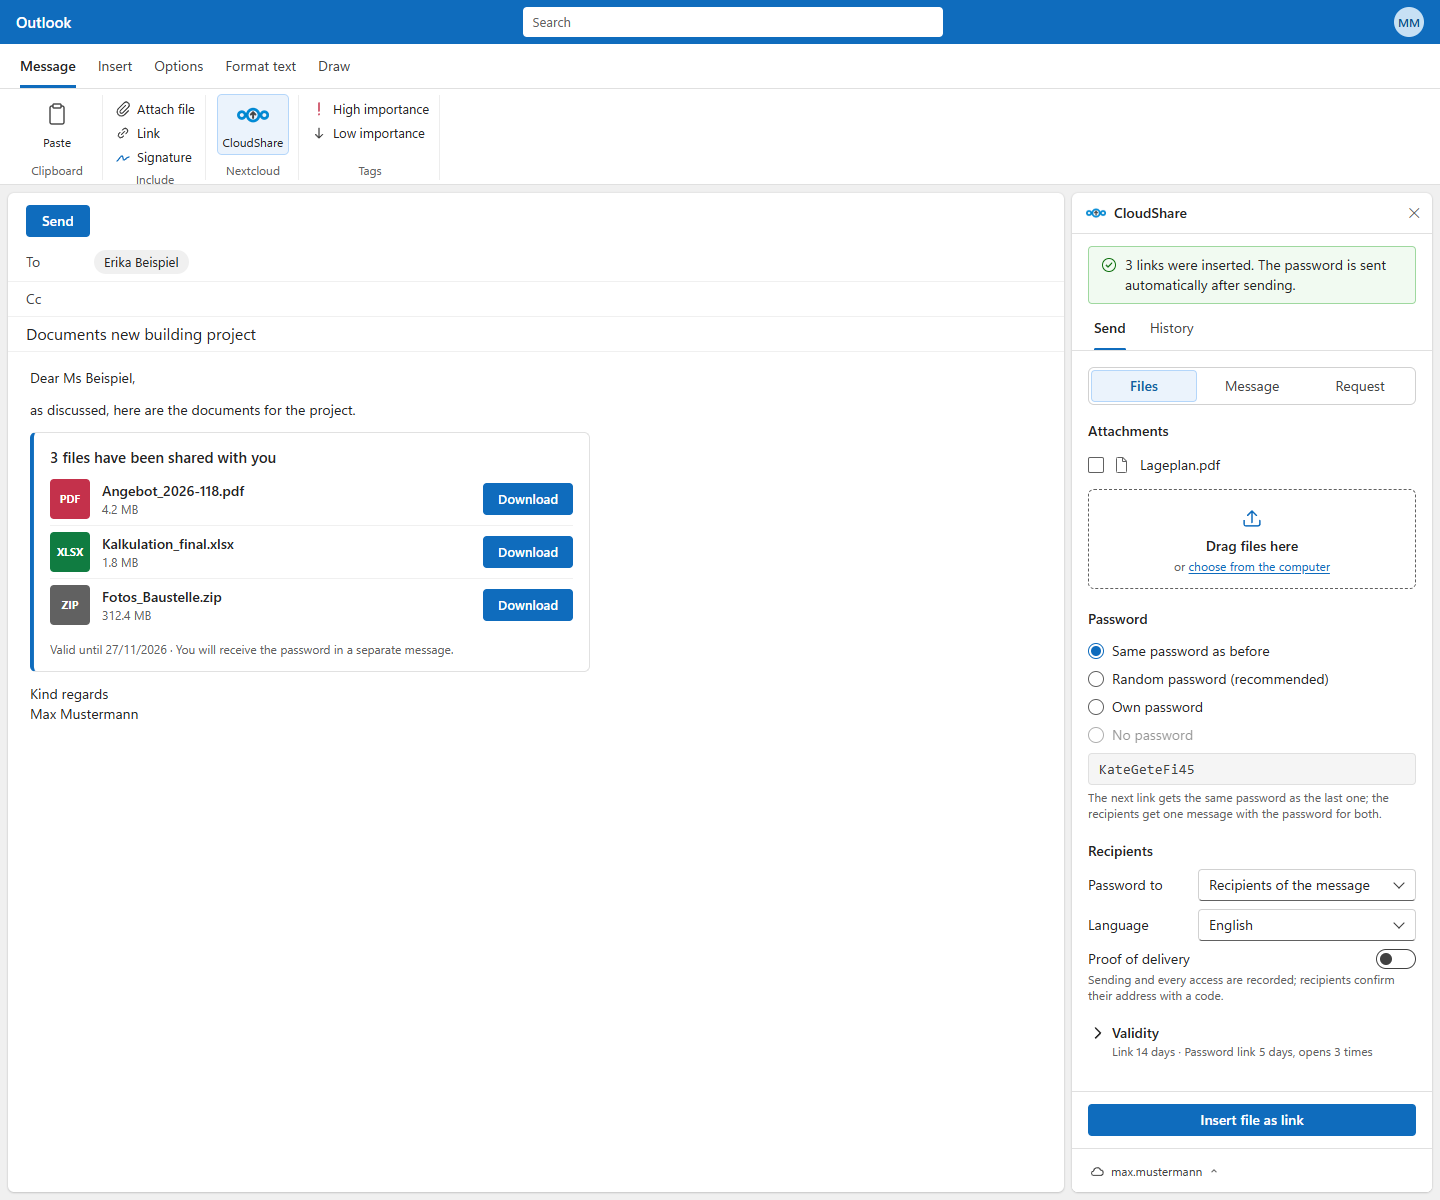 Outlook
Search
MM
Message
Insert
Options
Format text
Draw
Paste
Clipboard
Attach file
Link
Signature
Include
CloudShare
Nextcloud
High importance
Low importance
Tags
Send
To
Erika Beispiel
Cc
Documents new building project
Dear Ms Beispiel,
as discussed, here are the documents for the project.
3 files have been shared with you
PDF
Angebot_2026-118.pdf
4.2 MB
Download
XLSX
Kalkulation_final.xlsx
1.8 MB
Download
ZIP
Fotos_Baustelle.zip
312.4 MB
Download
Valid until 27/11/2026 · You will receive the password in a separate message.
Kind regards
Max Mustermann
CloudShare
3 links were inserted. The password is sent
automatically after sending.
Send
History
Files
Message
Request
Attachments
Lageplan.pdf
Drag files here
or choose from the computer
Password
Same password as before
Random password (recommended)
Own password
No password
KateGeteFi45
The next link gets the same password as the last one; the
recipients get one message with the password for both.
Recipients
Password to
Recipients of the message
Language
English
Proof of delivery
Sending and every access are recorded; recipients confirm
their address with a code.
Validity
Link 14 days · Password link 5 days, opens 3 times
Insert file as link
max.mustermann